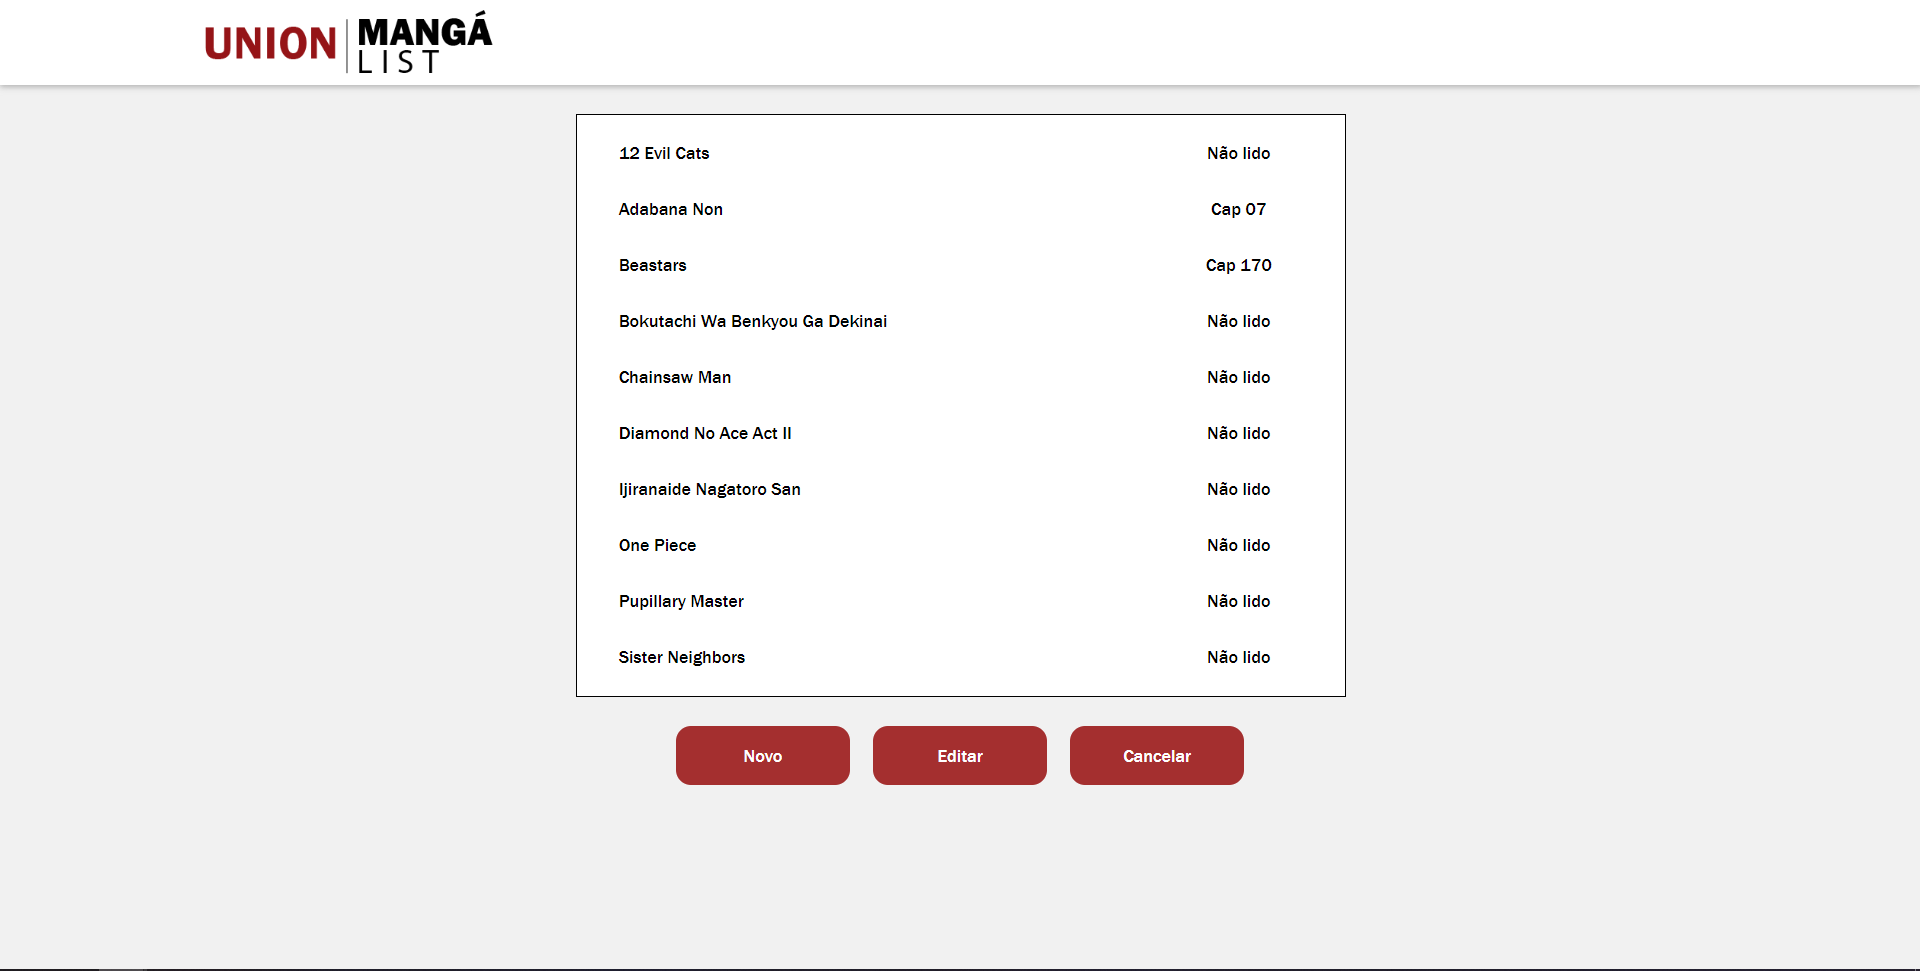 UNION MANGÁ
LIST
12 Evil Cats Não lido
Adabana Non Cap 07
Beastars Cap 170
Bokutachi Wa Benkyou Ga Dekinai Não lido
Chainsaw Man Não lido
Diamond No Ace Act II Não lido
Ijiranaide Nagatoro San Não lido
One Piece Não lido
Pupillary Master Não lido
Sister Neighbors Não lido
Novo Editar Cancelar